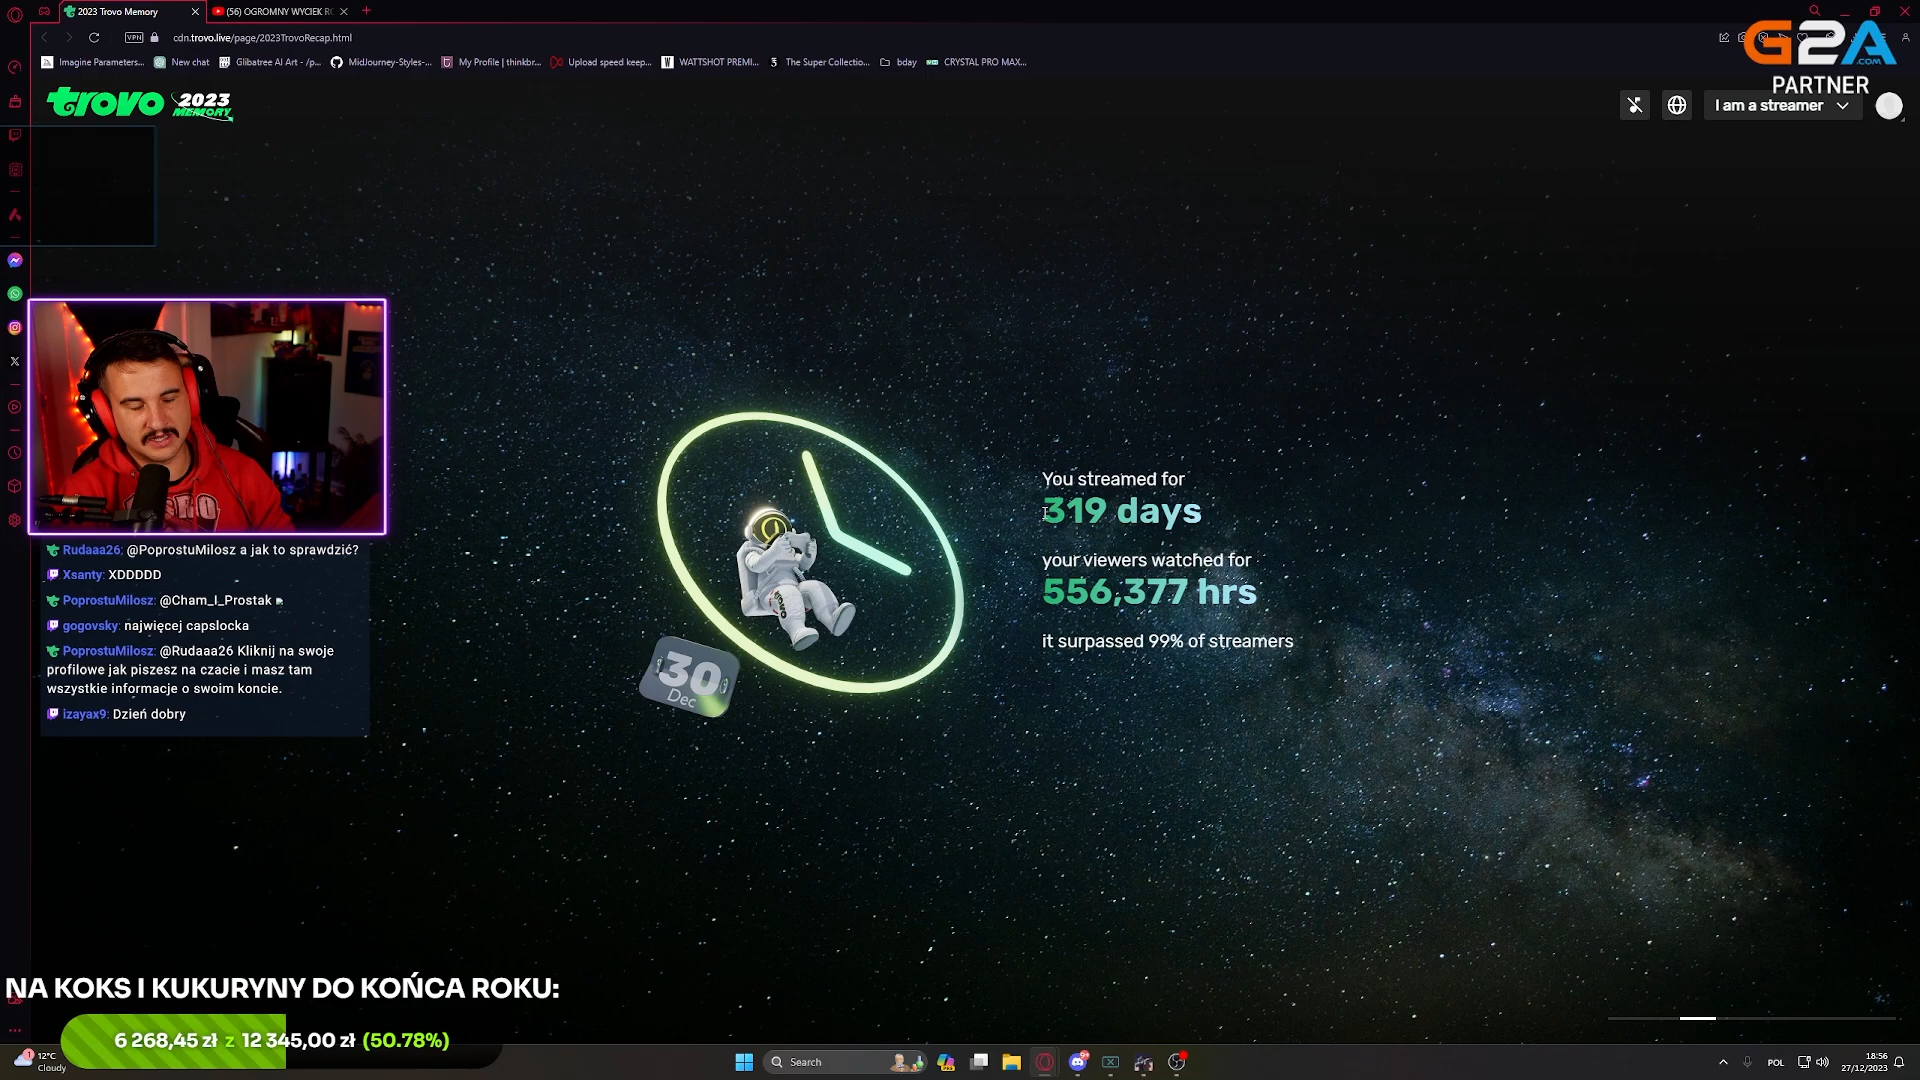 2023 Trovo Memory
(56) OGROMNY WYCIEK R
VPN
cdn.trovo.live/page/2023TrovoRecap.html
Imagine Parameters...
New chat
Glibatree AI Art - /p...
MidJourney-Styles-...
My Profile | thinkbr...
Upload speed keep...
WATTSHOT PREMI...
The Super Collectio...
bday
CRYSTAL PRO MAX...
G2A
.COM
PARTNER
trovo 2023
MEMORY
I am a streamer
You streamed for
319 days
your viewers watched for
556,377 hrs
it surpassed 99% of streamers
30
Dec
Rudaaa26: @PoprostuMilosz a jak to sprawdzić?
Xsanty: XDDDDD
PoprostuMilosz: @Cham_I_Prostak
gogovsky: najwięcej capslocka
PoprostuMilosz: @Rudaaa26 Kliknij na swoje
profilowe jak piszesz na czacie i masz tam
wszystkie informacje o swoim koncie.
izayax9: Dzień dobry
NA KOKS I KUKURYNY DO KOŃCA ROKU:
6 268,45 zł z 12 345,00 zł (50.78%)
12°C
Cloudy
Search
POL
18:56
27/12/2023